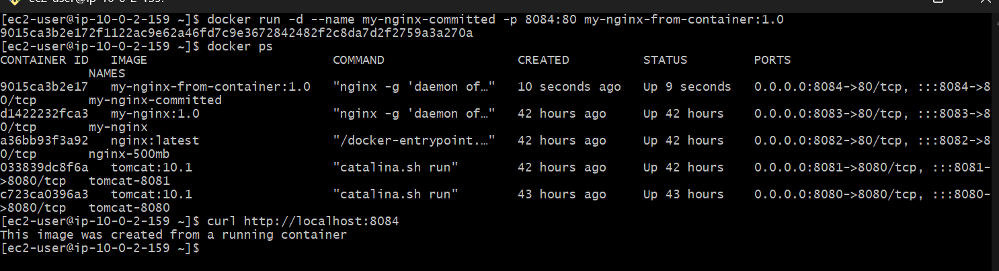 [ec2-user@ip-10-0-2-159 ~]$ docker run -d --name my-nginx-committed -p 8084:80 my-nginx-from-container:1.0
9015ca3b2e172f1122ac9e62a46fd7c9e3672842482f2c8da7d2f2759a3a270a
[ec2-user@ip-10-0-2-159 ~]$ docker ps
CONTAINER ID   IMAGE                         COMMAND                  CREATED          STATUS          PORTS
            NAMES
9015ca3b2e17   my-nginx-from-container:1.0   "nginx -g 'daemon of…"   10 seconds ago   Up 9 seconds    0.0.0.0:8084->80/tcp, :::8084->8
0/tcp       my-nginx-committed
d1422232fca3   my-nginx:1.0                  "nginx -g 'daemon of…"   42 hours ago     Up 42 hours     0.0.0.0:8083->80/tcp, :::8083->8
0/tcp       my-nginx
a36bb93f3a92   nginx:latest                  "/docker-entrypoint.…"   42 hours ago     Up 42 hours     0.0.0.0:8082->80/tcp, :::8082->8
0/tcp       nginx-500mb
033839dc8f6a   tomcat:10.1                   "catalina.sh run"        42 hours ago     Up 42 hours     0.0.0.0:8081->8080/tcp, :::8081-
>8080/tcp   tomcat-8081
c723ca0396a3   tomcat:10.1                   "catalina.sh run"        43 hours ago     Up 43 hours     0.0.0.0:8080->8080/tcp, :::8080-
>8080/tcp   tomcat-8080
[ec2-user@ip-10-0-2-159 ~]$ curl http://localhost:8084
This image was created from a running container
[ec2-user@ip-10-0-2-159 ~]$